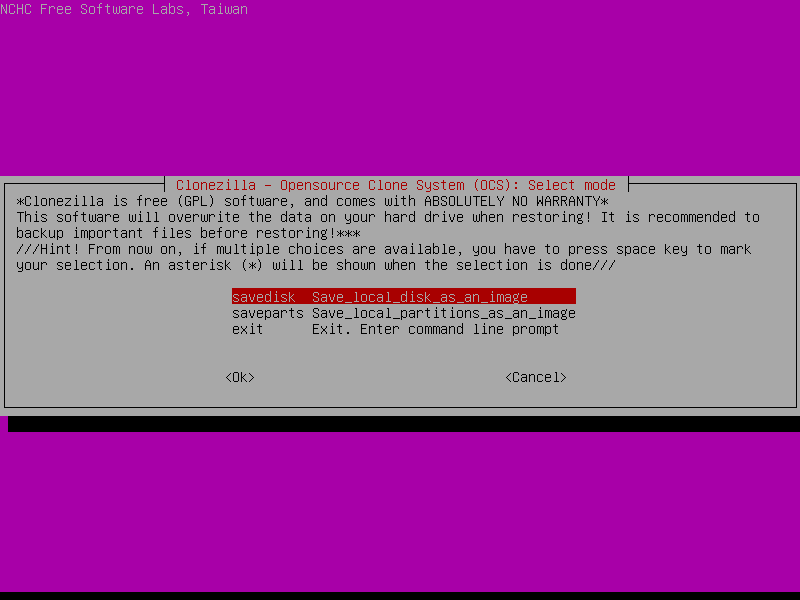 NCHC Free Software Labs, Taiwan
Clonezilla - Opensource Clone System (OCS): Select mode
*Clonezilla is free (GPL) software, and comes with ABSOLUTELY NO WARRANTY*
This software will overwrite the data on your hard drive when restoring! It is recommended to
backup important files before restoring!***
///Hint! From now on, if multiple choices are available, you have to press space key to mark
your selection. An asterisk (*) will be shown when the selection is done///
savedisk Save_local_disk_as_an_image
saveparts Save_local_partitions_as_an_image
exit Exit. Enter command line prompt
<Ok> <Cancel>